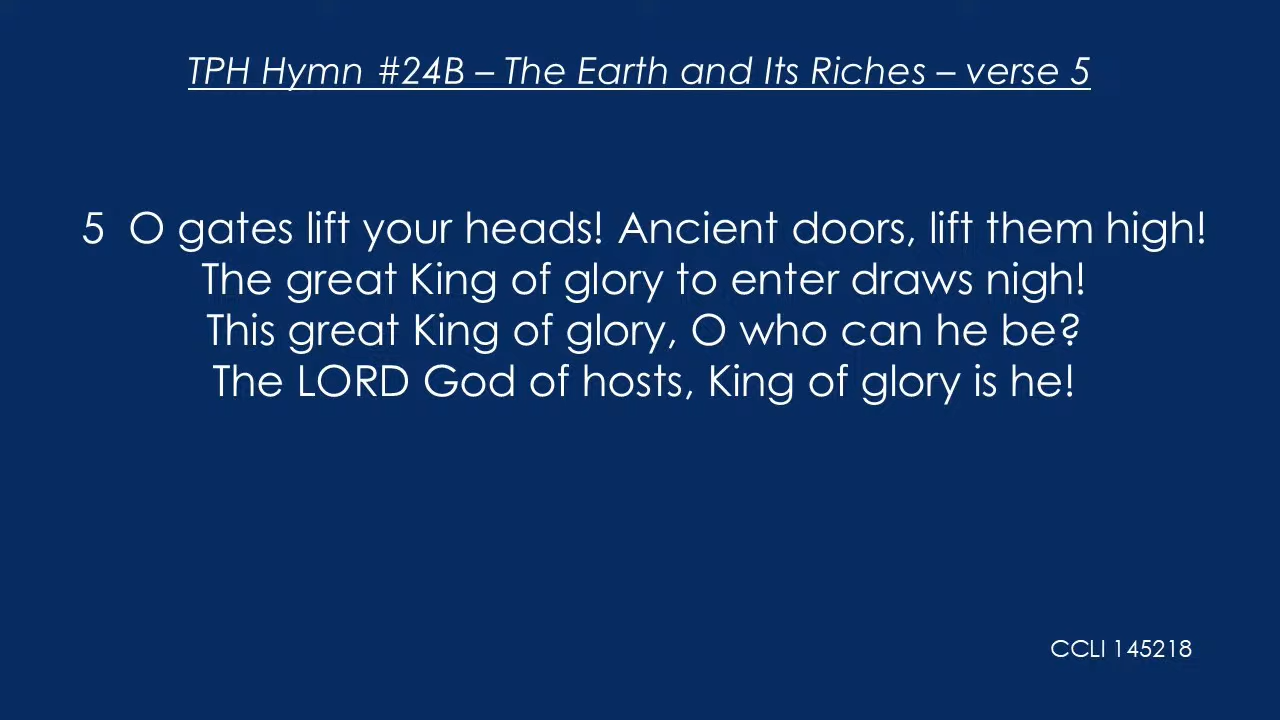 TPH Hymn #24B – The Earth and Its Riches – verse 5
5 O gates lift your heads! Ancient doors, lift them high!
The great King of glory to enter draws nigh!
This great King of glory, O who can he be?
The LORD God of hosts, King of glory is he!
CCLI 145218